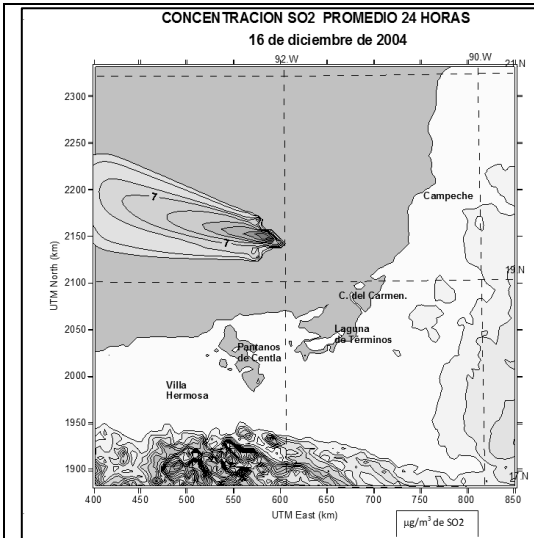 CONCENTRACION SO2 PROMEDIO 24 HORAS
16 de diciembre de 2004
92.W
90.W
21.N
2300
2250
2200
2150
2100
2050
2000
1950
1900
UTM North (km)
7
7
Campeche
19.N
C. del Carmen.
Laguna
de Terminos
Pantanos
de Centla
Villa
Hermosa
17.N
400
450
500
550
600
650
700
750
800
850
UTM East (km)
µg/m³ de SO2